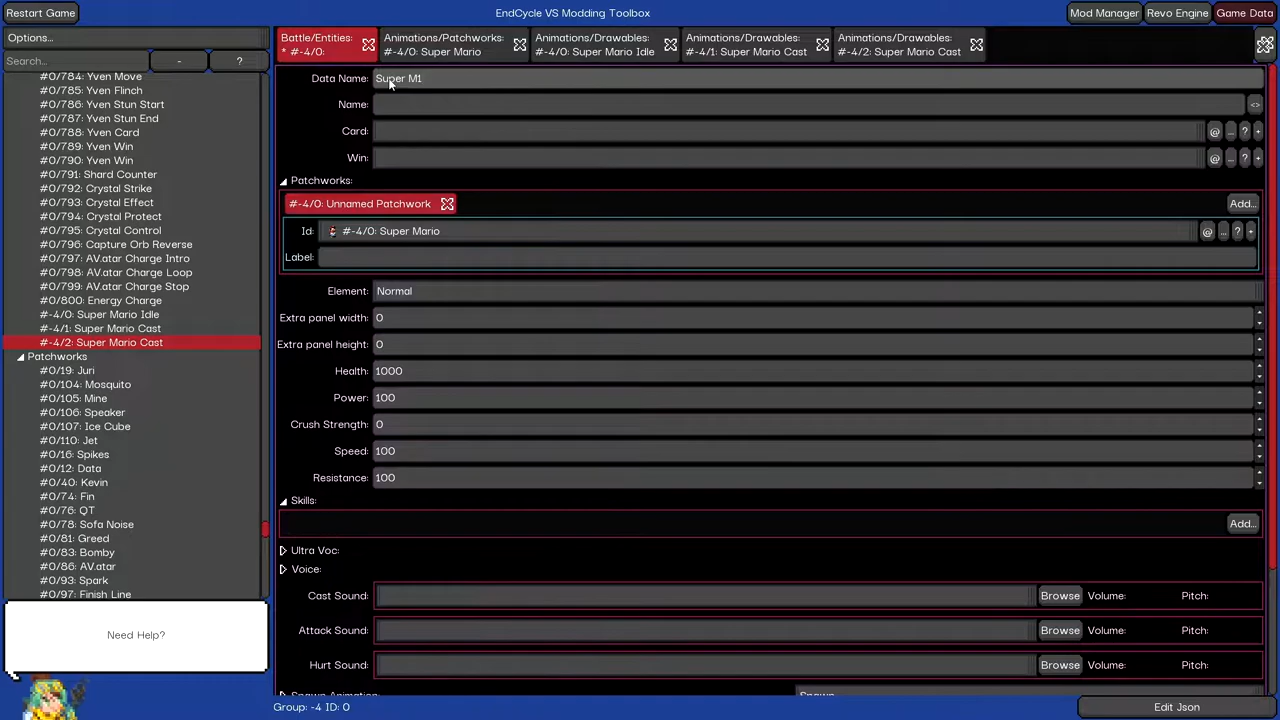 Restart Game
EndCycle VS Modding Toolbox
Mod Manager
Revo Engine
Game Data
Options...
Search...
-
?
#0/784: Yven Move
#0/785: Yven Flinch
#0/786: Yven Stun Start
#0/787: Yven Stun End
#0/788: Yven Card
#0/789: Yven Win
#0/790: Yven Win
#0/791: Shard Counter
#0/792: Crystal Strike
#0/793: Crystal Effect
#0/794: Crystal Protect
#0/795: Crystal Control
#0/796: Capture Orb Reverse
#0/797: AV.atar Charge Intro
#0/798: AV.atar Charge Loop
#0/799: AV.atar Charge Stop
#0/800: Energy Charge
#-4/0: Super Mario Idle
#-4/1: Super Mario Cast
#-4/2: Super Mario Cast
Patchworks
#0/19: Juri
#0/104: Mosquito
#0/105: Mine
#0/106: Speaker
#0/107: Ice Cube
#0/110: Jet
#0/16: Spikes
#0/12: Data
#0/40: Kevin
#0/74: Fin
#0/76: QT
#0/78: Sofa Noise
#0/81: Greed
#0/83: Bomby
#0/86: AV.atar
#0/93: Spark
#0/97: Finish Line
Need Help?
Battle/Entities:
* #-4/0:
Animations/Patchworks:
#-4/0: Super Mario
Animations/Drawables:
#-4/0: Super Mario Idle
Animations/Drawables:
#-4/1: Super Mario Cast
Animations/Drawables:
#-4/2: Super Mario Cast
Data Name: Super M1
Name: <>
Card: @ ... ? +
Win: @ ... ? +
Patchworks:
#-4/0: Unnamed Patchwork
Add...
Id: #-4/0: Super Mario @ ... ? +
Label:
Element: Normal
Extra panel width: 0
Extra panel height: 0
Health: 1000
Power: 100
Crush Strength: 0
Speed: 100
Resistance: 100
Skills:
Add...
Ultra Voc:
Voice:
Cast Sound: Browse Volume: Pitch:
Attack Sound: Browse Volume: Pitch:
Hurt Sound: Browse Volume: Pitch:
Spawn Animation: Spawn
Group: -4 ID: 0
Edit Json